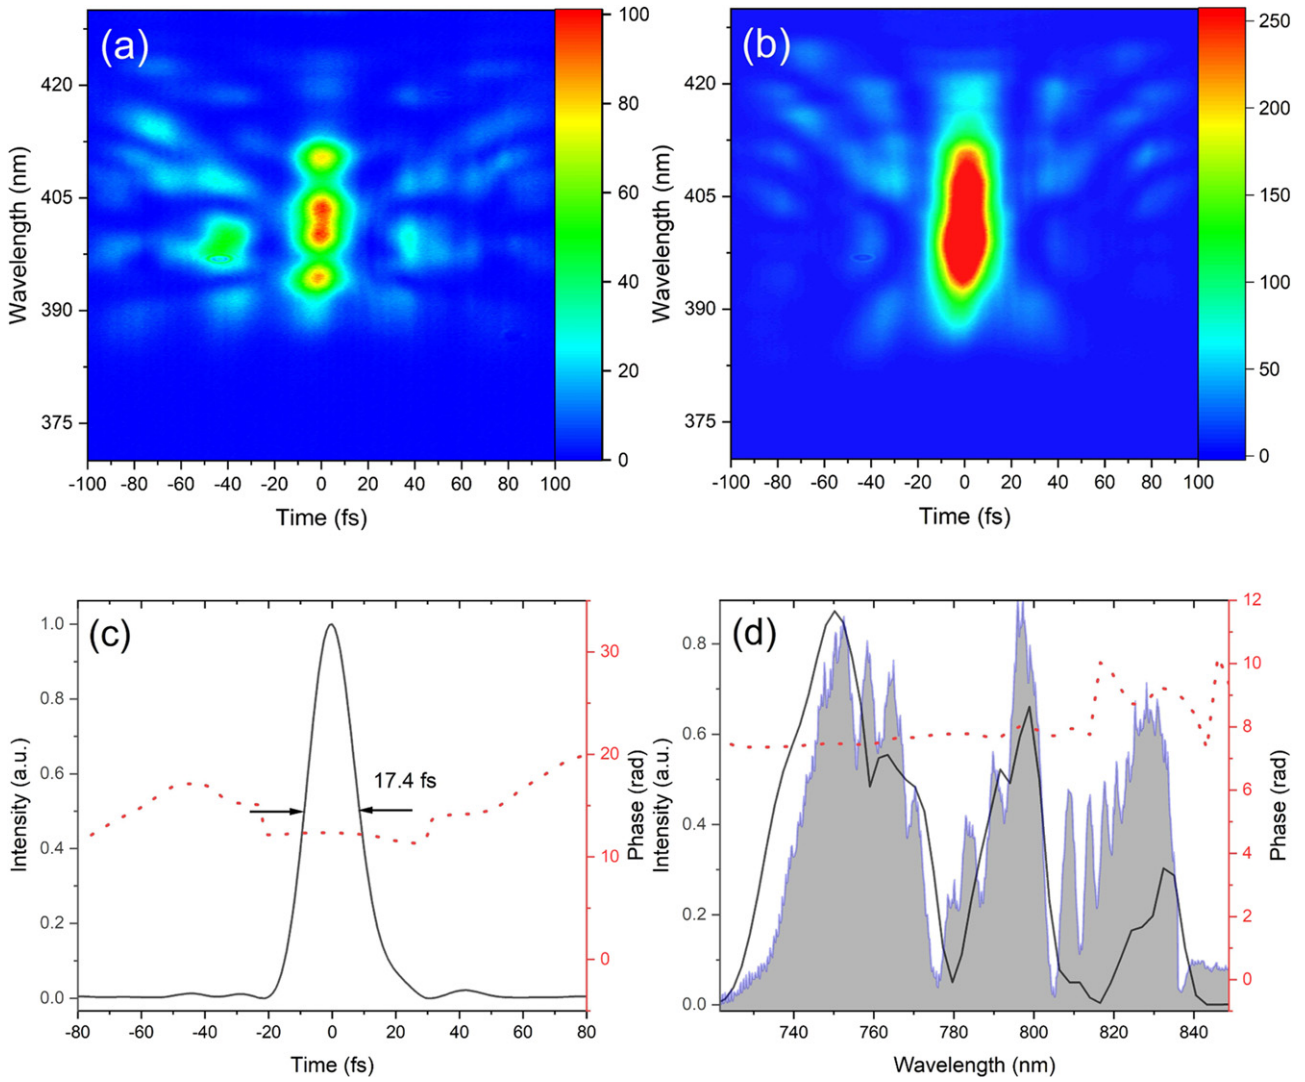 (a)
420
405
390
375
Wavelength (nm)
-100 -80 -60 -40 -20 0 20 40 60 80 100
Time (fs)
100
80
60
40
20
0
(b)
420
405
390
375
Wavelength (nm)
-100 -80 -60 -40 -20 0 20 40 60 80 100
Time (fs)
250
200
150
100
50
0
(c)
1.0
0.8
0.6
0.4
0.2
0.0
Intensity (a.u.)
17.4 fs
-80 -60 -40 -20 0 20 40 60 80
Time (fs)
30
20
10
0
Phase (rad)
(d)
0.8
0.6
0.4
0.2
0.0
Intensity (a.u.)
740 760 780 800 820 840
Wavelength (nm)
12
10
8
6
4
2
0
Phase (rad)